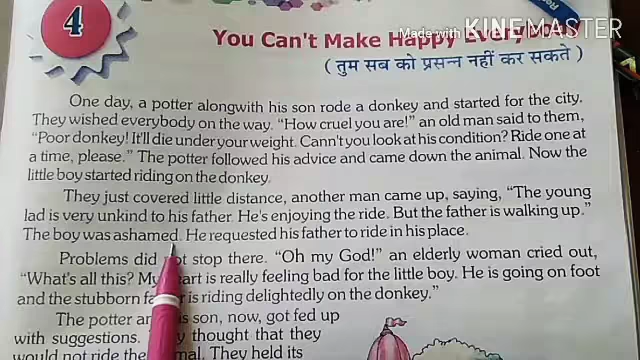 4
Made with KINEMASTER
You Can't Make Happy
( तुम सब को प्रसन्न नहीं कर सकते )
One day, a potter alongwith his son rode a donkey and started for the city.
They wished everybody on the way. "How cruel you are!" an old man said to them,
"Poor donkey! It'll die under your weight. Cann't you look at his condition? Ride one at
a time, please." The potter followed his advice and came down the animal. Now the
little boy started riding on the donkey.
They just covered little distance, another man came up, saying, "The young
lad is very unkind to his father. He's enjoying the ride. But the father is walking up."
The boy was ashamed. He requested his father to ride in his place.
Problems did not stop there. "Oh my God!" an elderly woman cried out,
"What's all this? My heart is really feeling bad for the little boy. He is going on foot
and the stubborn father is riding delightedly on the donkey."
The potter and his son, now, got fed up
with suggestions. They thought that they
would not ride the animal. They held its